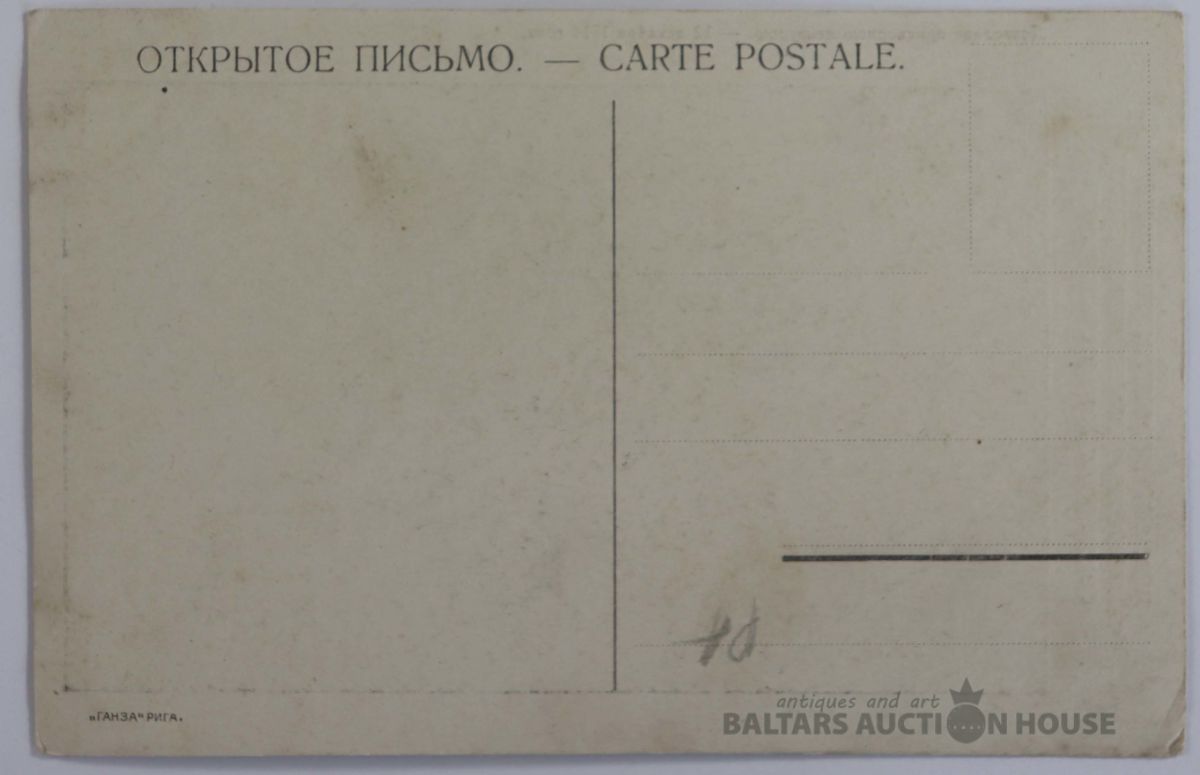 ОТКРЫТОЕ ПИСЬМО. — CARTE POSTALE.
„ГАНЗА“ РИГА.
antiques and art
BALTARS AUCTION HOUSE